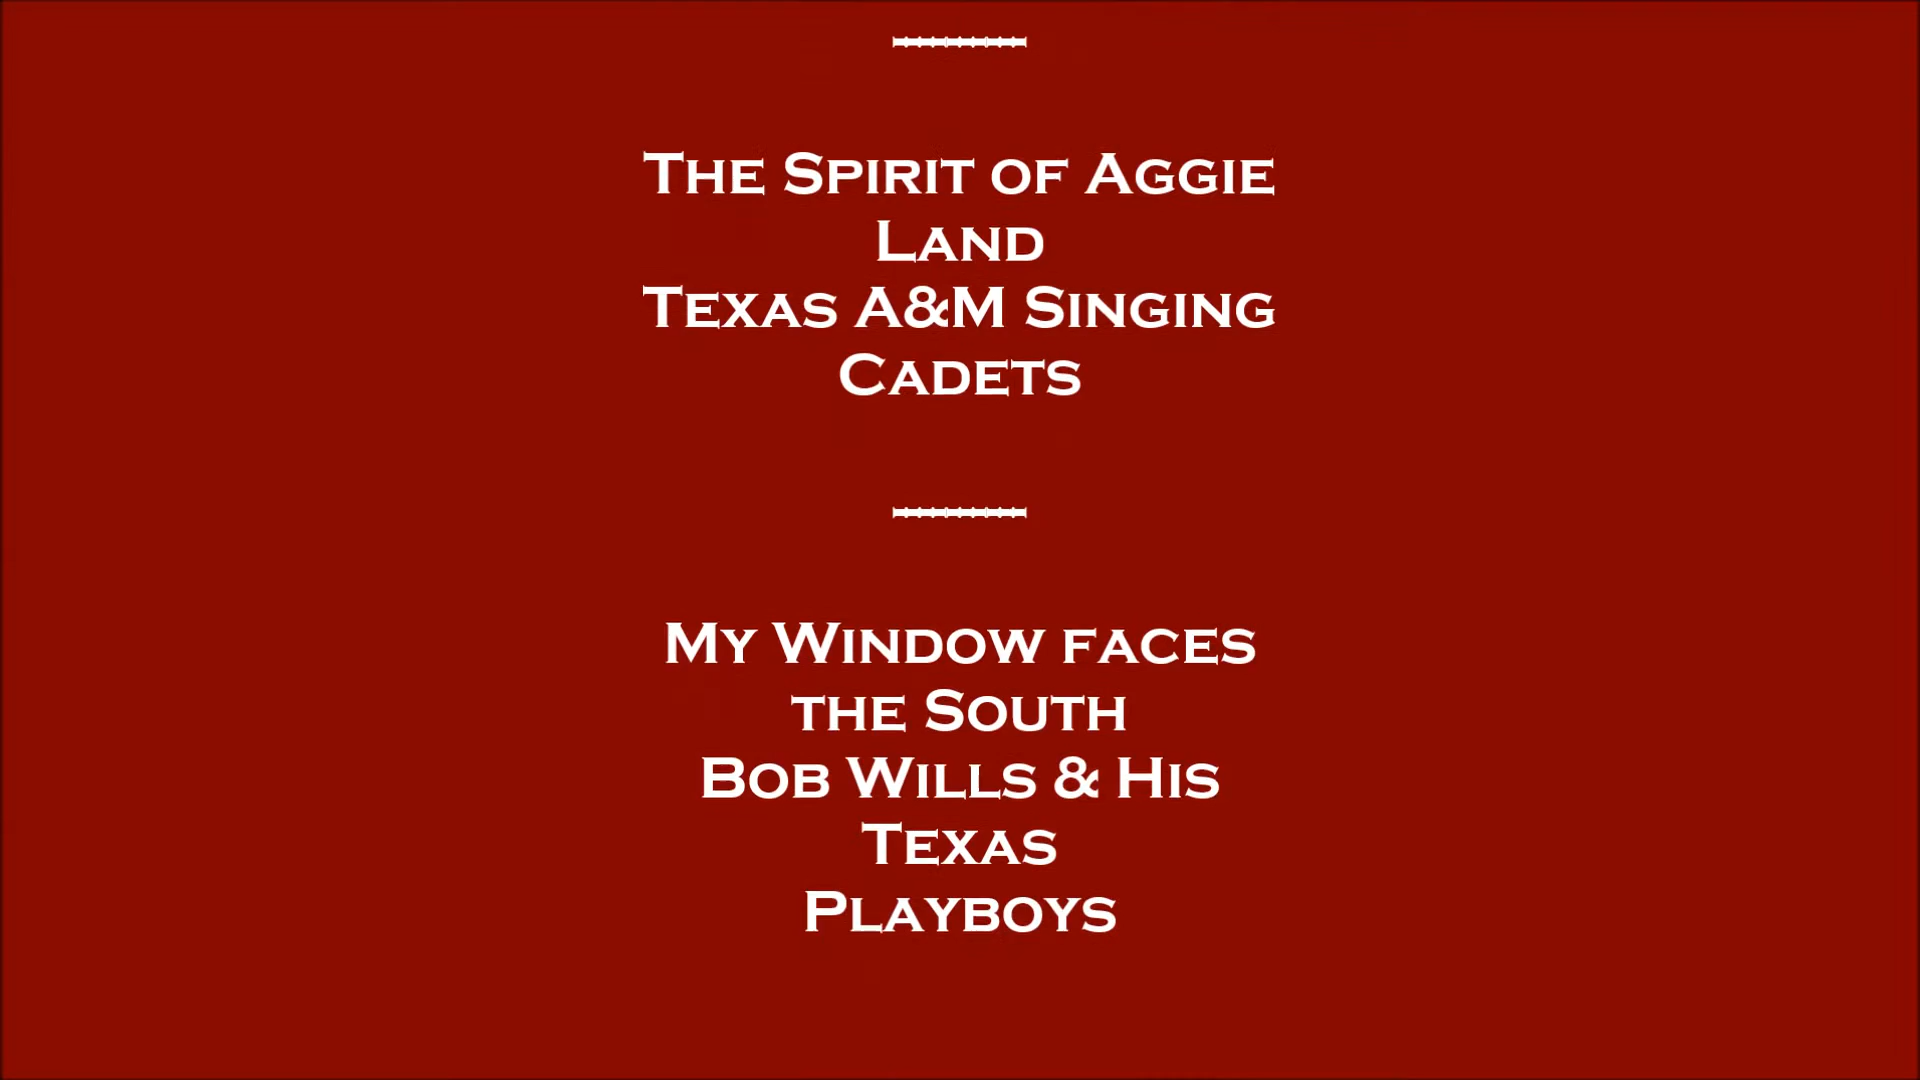 ----------
The Spirit of Aggie
Land
Texas A&M Singing
Cadets
----------
My Window faces
the South
Bob Wills & His
Texas
Playboys